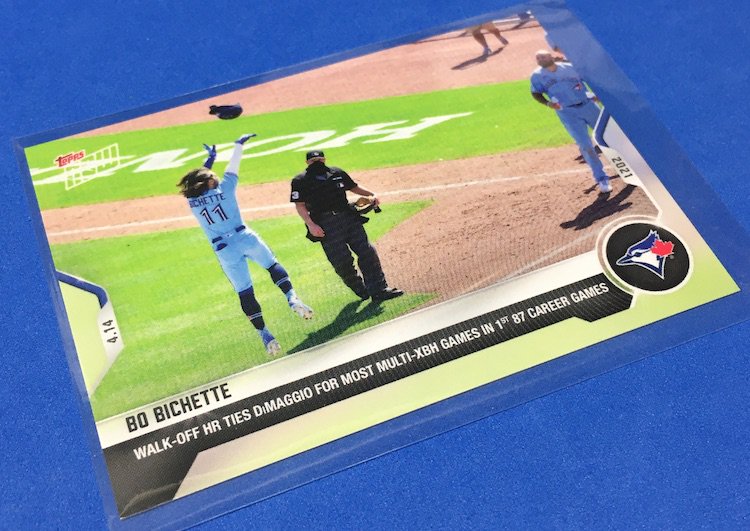 topps
NOW
BICHETTE
11
2021
4.14
BO BICHETTE
WALK-OFF HR TIES DiMAGGIO FOR MOST MULTI-XBH GAMES IN 1ST 87 CAREER GAMES